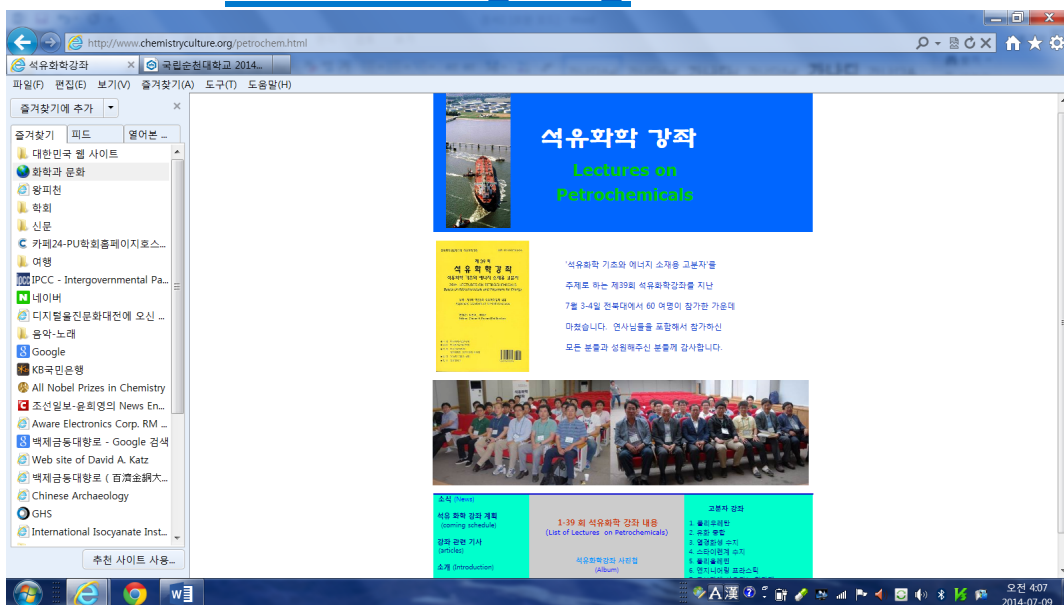 http://www.chemistryculture.org/petrochem.html
석유화학강좌
국립순천대학교 2014...
파일(F) 편집(E) 보기(V) 즐겨찾기(A) 도구(T) 도움말(H)
즐겨찾기에 추가
즐겨찾기 피드 열어본 ...
대한민국 웹 사이트
화학과 문화
왕피천
학회
신문
카페24-PU학회홈페이지호스...
여행
IPCC - Intergovernmental Pa...
네이버
디지털울진문화대전에 오신 ...
음악-노래
Google
KB국민은행
All Nobel Prizes in Chemistry
조선일보-윤희영의 News En...
Aware Electronics Corp. RM ...
백제금동대향로 - Google 검색
Web site of David A. Katz
백제금동대향로 ( 百濟金銅大...
Chinese Archaeology
GHS
International Isocyanate Inst...
추천 사이트 사용...
석유화학 강좌
Lectures on
Petrochemicals
제39회
석유화학강좌
'석유화학 기초와 에너지 소재용 고분자'를
주제로 하는 제39회 석유화학강좌를 지난
7월 3-4일 전북대에서 60 여명이 참가한 가운데
마쳤습니다. 연사님들을 포함해서 참가하신
모든 분들과 성원해주신 분들께 감사합니다.
소식 (News)
석유 화학 강좌 계획
(coming schedule)
강좌 관련 기사
(articles)
소개 (Introduction)
1-39 회 석유화학 강좌 내용
(List of Lectures on Petrochemicals)
석유화학강좌 사진첩
(Album)
고분자 강좌
1. 폴리우레탄
2. 유화 중합
3. 열경화성 수지
4. 스타이렌계 수지
5. 폴리올레핀
6. 엔지니어링 프라스틱
A 漢
오전 4:07
2014-07-09